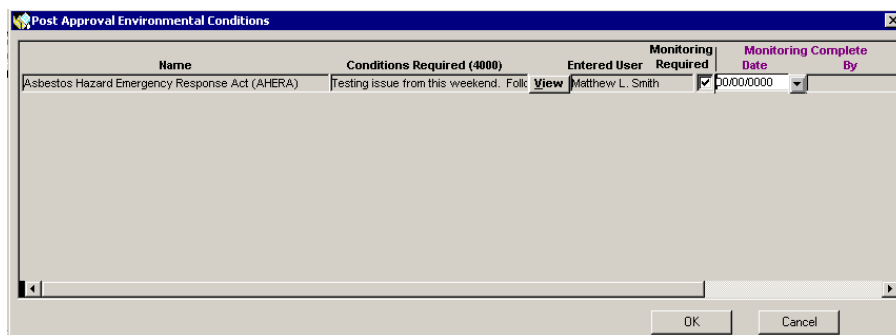 Post Approval Environmental Conditions
Monitoring Monitoring Complete
Name Conditions Required (4000) Entered User Required Date By
Asbestos Hazard Emergency Response Act (AHERA) Testing issue from this weekend. Follo View Matthew L. Smith 00/00/0000
OK Cancel